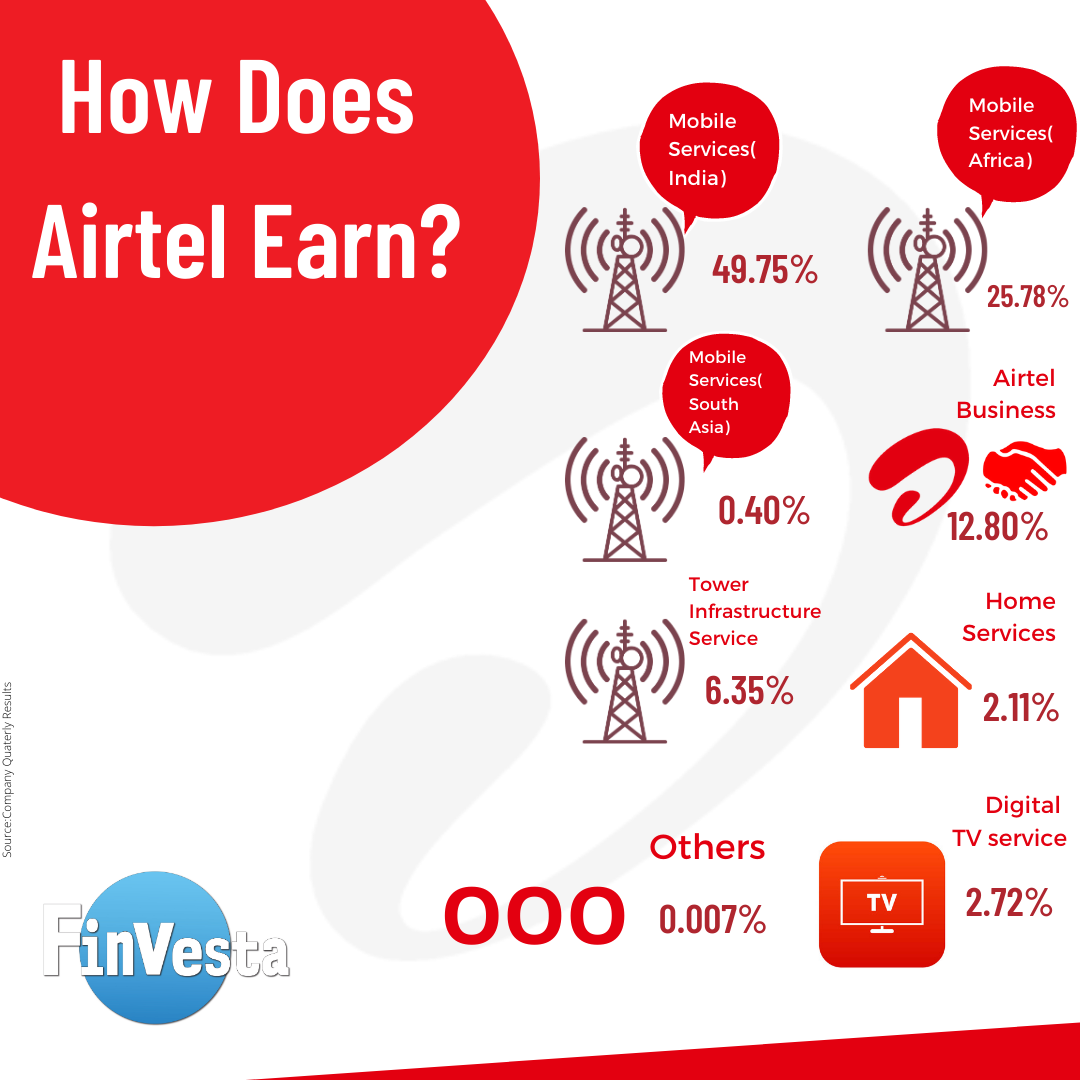 How Does
Airtel Earn?
Mobile
Services(
India)
49.75%
Mobile
Services(
Africa)
25.78%
Mobile
Services(
South
Asia)
0.40%
Airtel
Business
12.80%
Tower
Infrastructure
Service
6.35%
Home
Services
2.11%
Others
OOO
0.007%
Digital
TV service
TV
2.72%
Source:Company Quaterly Results
FinVesta